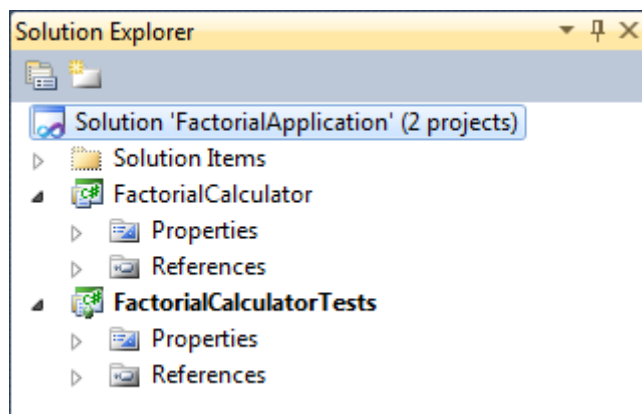 Solution Explorer
Solution 'FactorialApplication' (2 projects)
Solution Items
FactorialCalculator
Properties
References
FactorialCalculatorTests
Properties
References